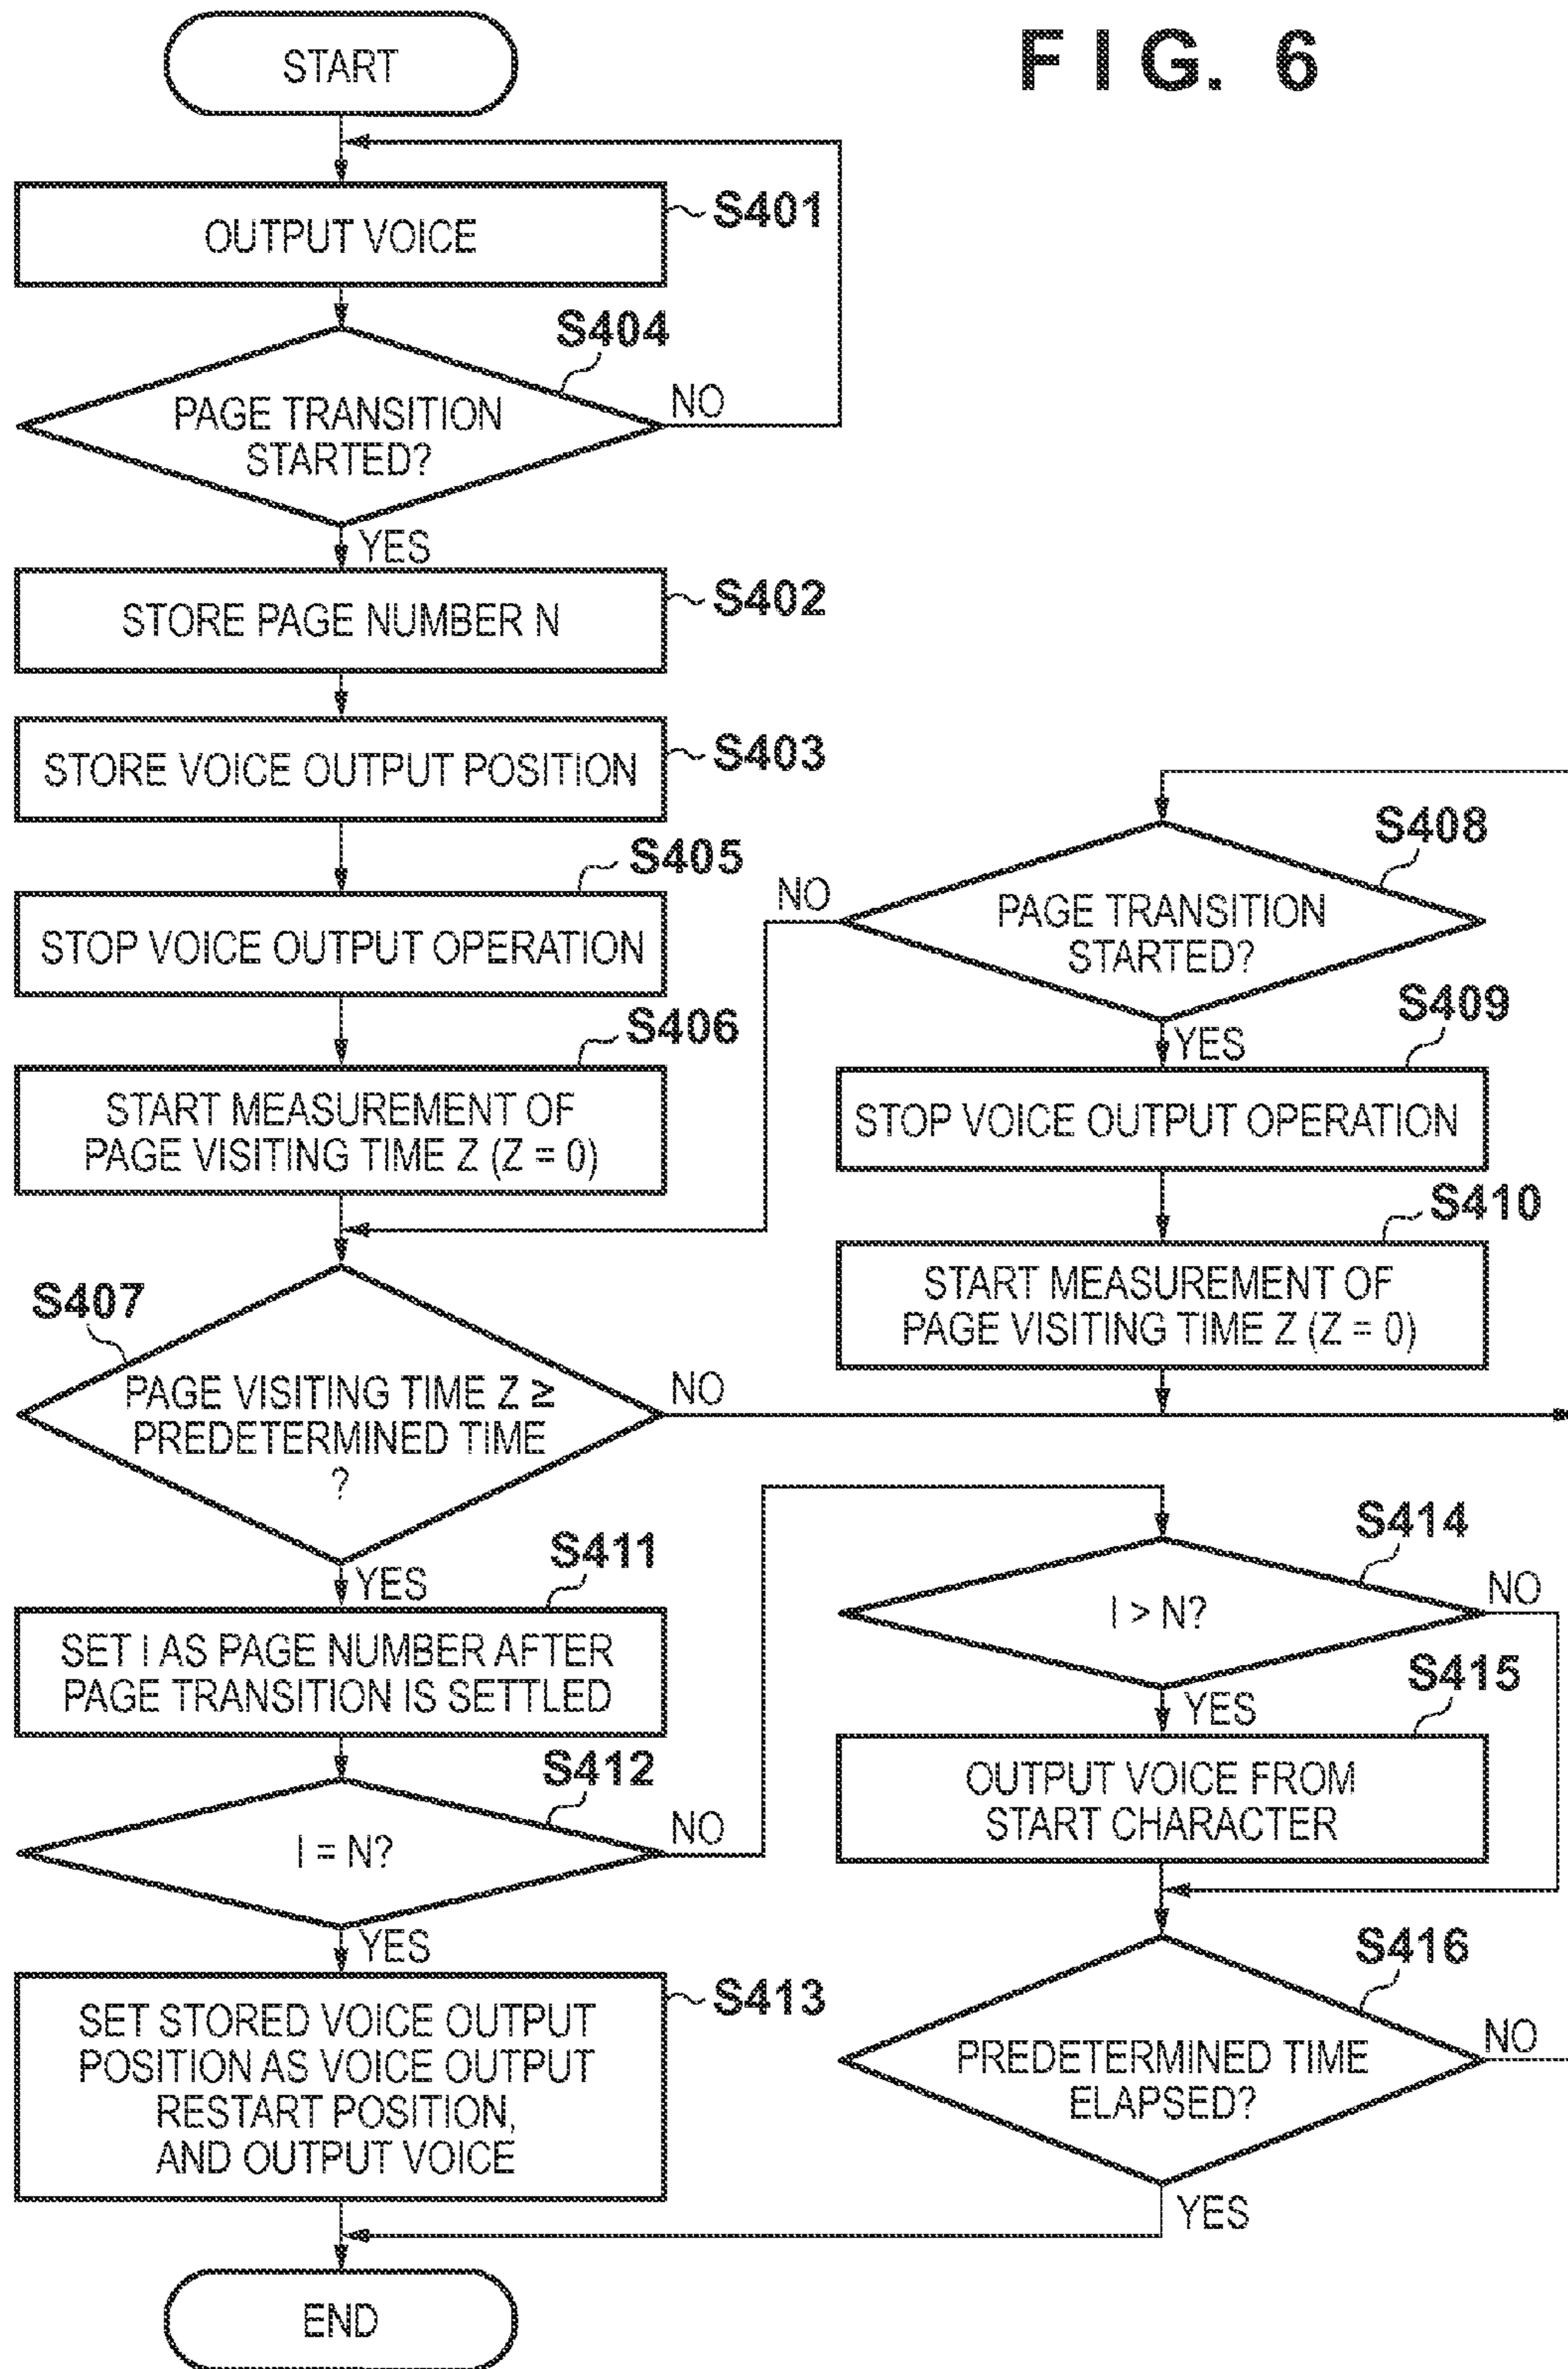 FIG. 6
START
OUTPUT VOICE
S401
S404
PAGE TRANSITION
STARTED?
NO
YES
STORE PAGE NUMBER N
S402
STORE VOICE OUTPUT POSITION
S403
S405
STOP VOICE OUTPUT OPERATION
S406
START MEASUREMENT OF
PAGE VISITING TIME Z (Z = 0)
S407
PAGE VISITING TIME Z ≥
PREDETERMINED TIME
?
NO
YES
S408
PAGE TRANSITION
STARTED?
NO
YES
S409
STOP VOICE OUTPUT OPERATION
S410
START MEASUREMENT OF
PAGE VISITING TIME Z (Z = 0)
S411
SET I AS PAGE NUMBER AFTER
PAGE TRANSITION IS SETTLED
S412
I = N?
NO
YES
S413
SET STORED VOICE OUTPUT
POSITION AS VOICE OUTPUT
RESTART POSITION,
AND OUTPUT VOICE
S414
I > N?
NO
YES
S415
OUTPUT VOICE FROM
START CHARACTER
S416
PREDETERMINED TIME
ELAPSED?
NO
YES
END